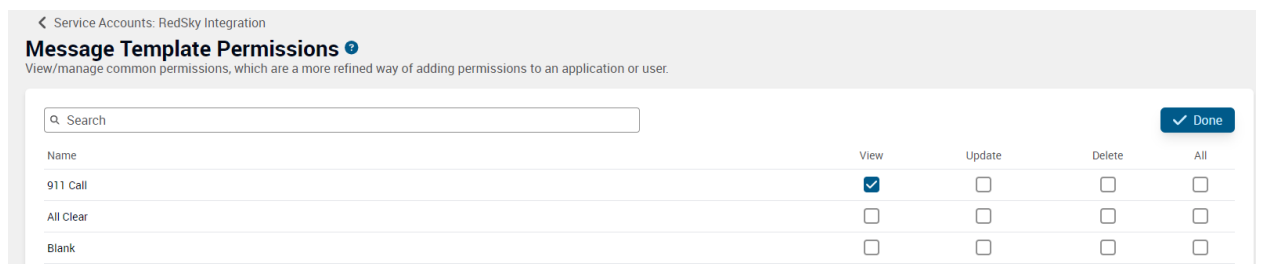 Service Accounts: RedSky Integration
Message Template Permissions ?
View/manage common permissions, which are a more refined way of adding permissions to an application or user.
Search
Done
Name View Update Delete All
911 Call
All Clear
Blank